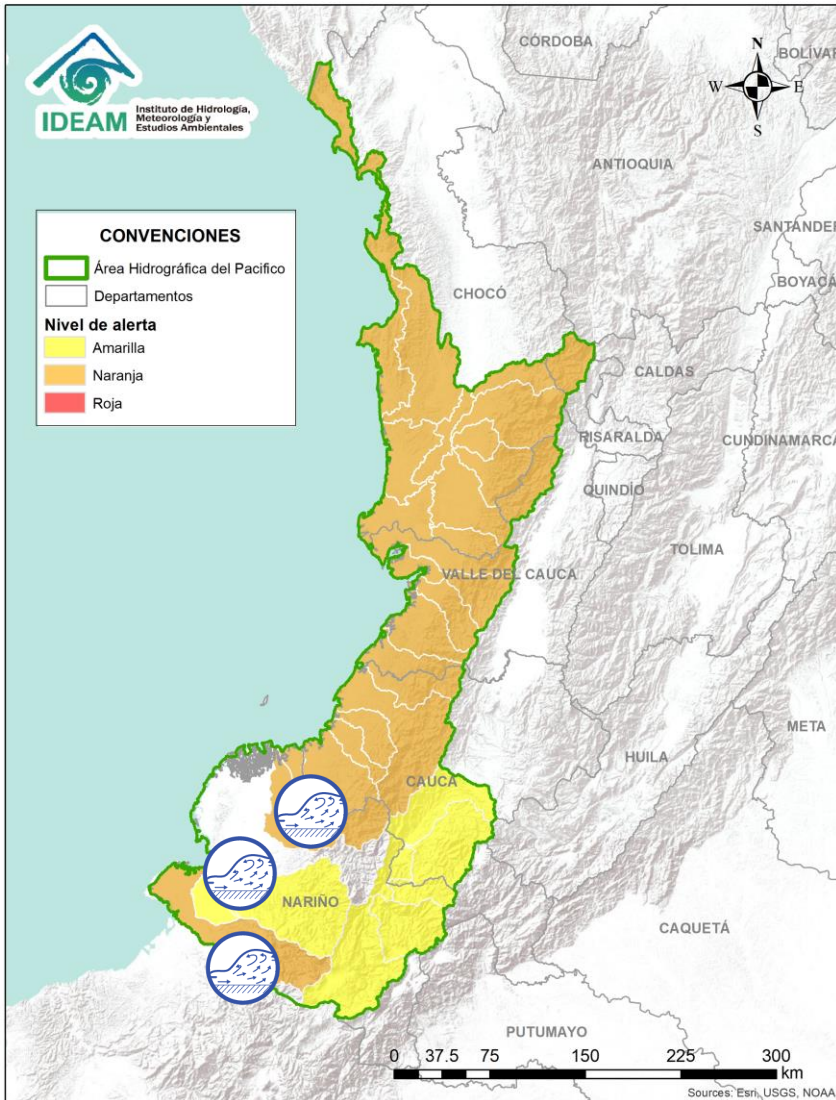 IDEAM
Instituto de Hidrología,
Meteorología y
Estudios Ambientales
N
W
E
S
CÓRDOBA
BOLÍVAR
ANTIOQUIA
SANTANDER
BOYACÁ
CHOCÓ
CALDAS
RISARALDA
CUNDINAMARCA
QUINDÍO
TOLIMA
VALLE DEL CAUCA
META
HUILA
CAUCA
NARIÑO
CAQUETÁ
PUTUMAYO
CONVENCIONES
Área Hidrográfica del Pacifico
Departamentos
Nivel de alerta
Amarilla
Naranja
Roja
0 37.5 75 150 225 300
km
Sources: Esri, USGS, NOAA